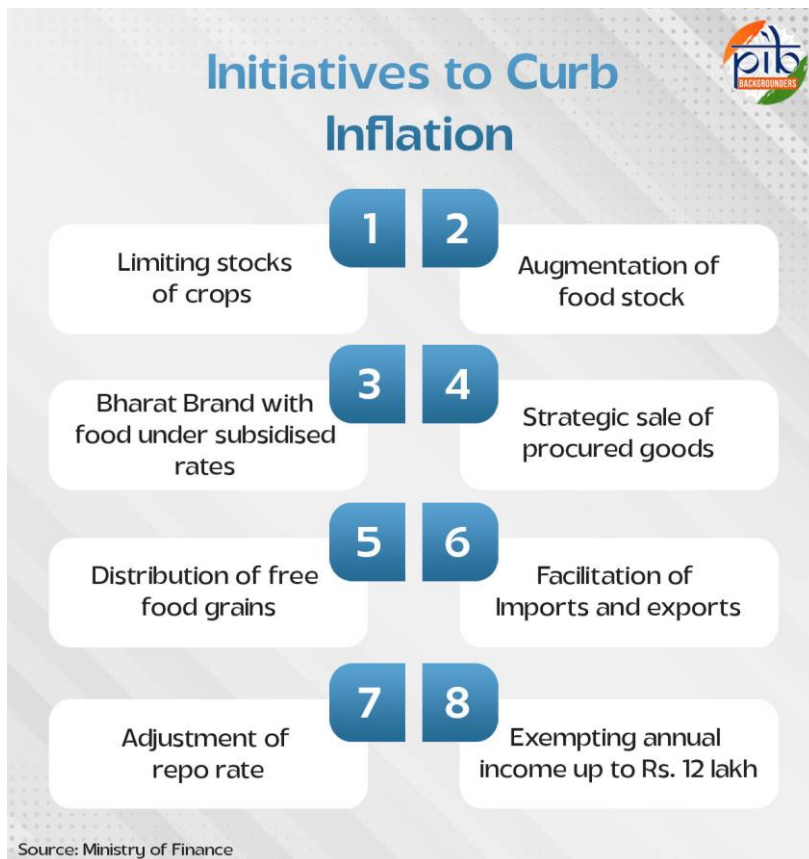 pib
BACKGROUNDERS
Initiatives to Curb
Inflation
1
Limiting stocks
of crops
2
Augmentation of
food stock
3
Bharat Brand with
food under subsidised
rates
4
Strategic sale of
procured goods
5
Distribution of free
food grains
6
Facilitation of
Imports and exports
7
Adjustment of
repo rate
8
Exempting annual
income up to Rs. 12 lakh
Source: Ministry of Finance